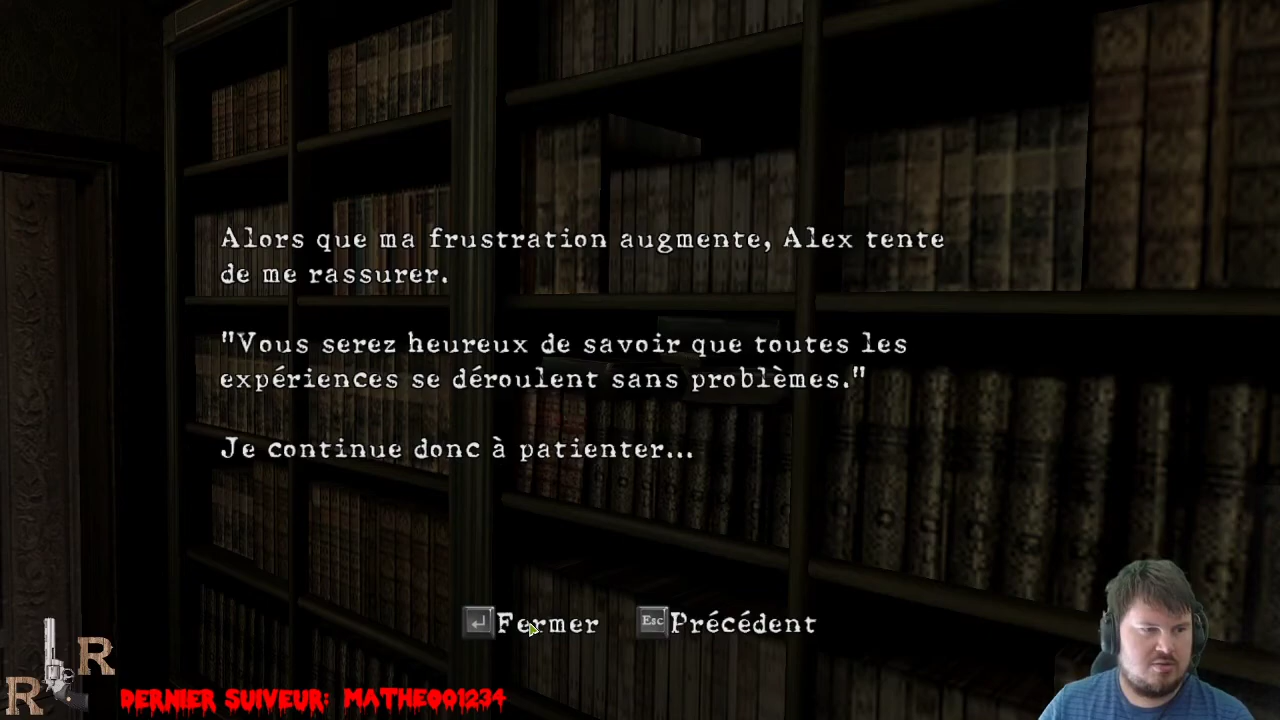 Alors que ma frustration augmente, Alex tente
de me rassurer.
"Vous serez heureux de savoir que toutes les
expériences se déroulent sans problèmes."
Je continue donc à patienter...
Fermer
Esc Précédent
R
R
DERNIER SUIVEUR: MATHEO01234